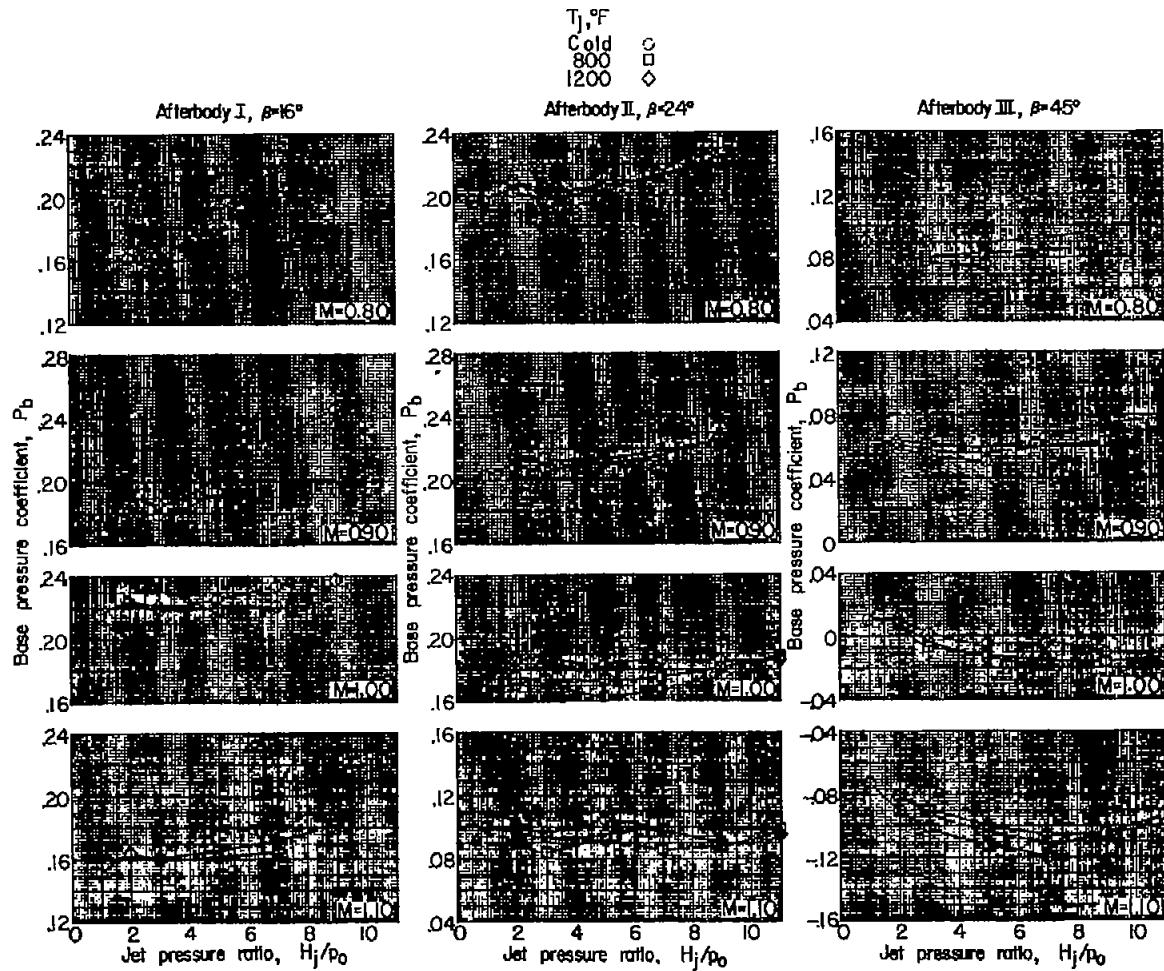 Tj, °F
Cold
800
1200
Afterbody I, β=16°
Afterbody II, β=24°
Afterbody III, β=45°
.24
.20
.16
.12
M=0.80
.24
.20
.16
.12
M=0.80
.16
.12
.08
.04
M=0.80
.28
.24
.20
.16
M=0.90
.28
.24
.20
.16
M=0.90
.12
.08
.04
0
M=0.90
Base pressure coefficient, Pb
Base pressure coefficient, Pb
Base pressure coefficient, Pb
.24
.20
.16
M=1.00
.24
.20
.16
M=1.00
.04
0
-.04
M=1.00
.24
.20
.16
.12
M=1.10
.16
.12
.08
.04
M=1.10
-.04
-.08
-.12
-.16
M=1.10
0 2 4 6 8 10
0 2 4 6 8 10
0 2 4 6 8 10
Jet pressure ratio, Hj/po
Jet pressure ratio, Hj/po
Jet pressure ratio, Hj/po